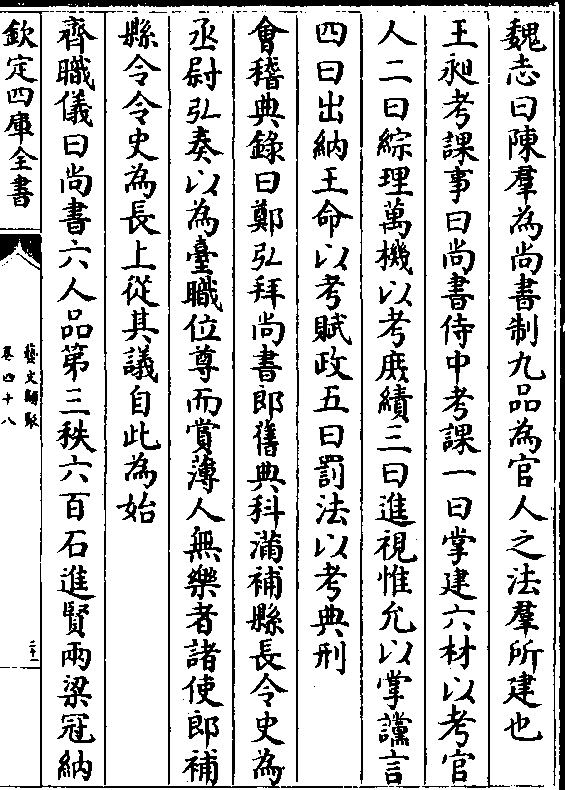 魏志曰陳羣為尚書制九品為官人之法羣所建也
王昶考課事曰尚書侍中考課一曰掌建六材以考官
人二曰綜理萬機以考庶績三曰進視惟允以掌讜言
四曰出納王命以考賦政五曰罰法以考典刑
會稽典錄曰鄭弘拜尚書郎舊典科滿補縣長令史為
丞尉弘奏以為臺職位尊而賞薄人無樂者諸使郎補
縣令令史為長上從其議自此為始
齊職儀曰尚書六人品第三秩六百石進賢兩梁冠納
欽定四庫全書
藝文類聚
卷四十八